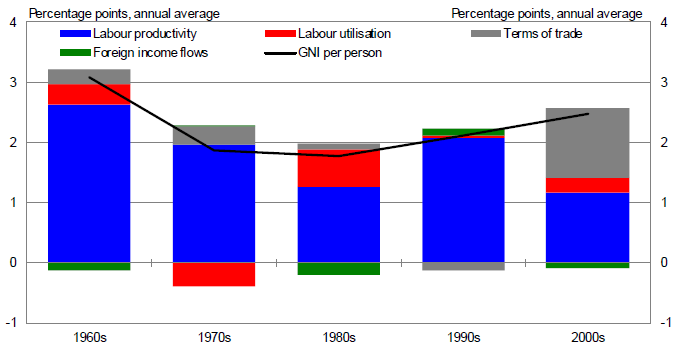 Percentage points, annual average Percentage points, annual average
Labour productivity Labour utilisation Terms of trade
Foreign income flows GNI per person
4 4
3 3
2 2
1 1
0 0
-1 -1
1960s 1970s 1980s 1990s 2000s